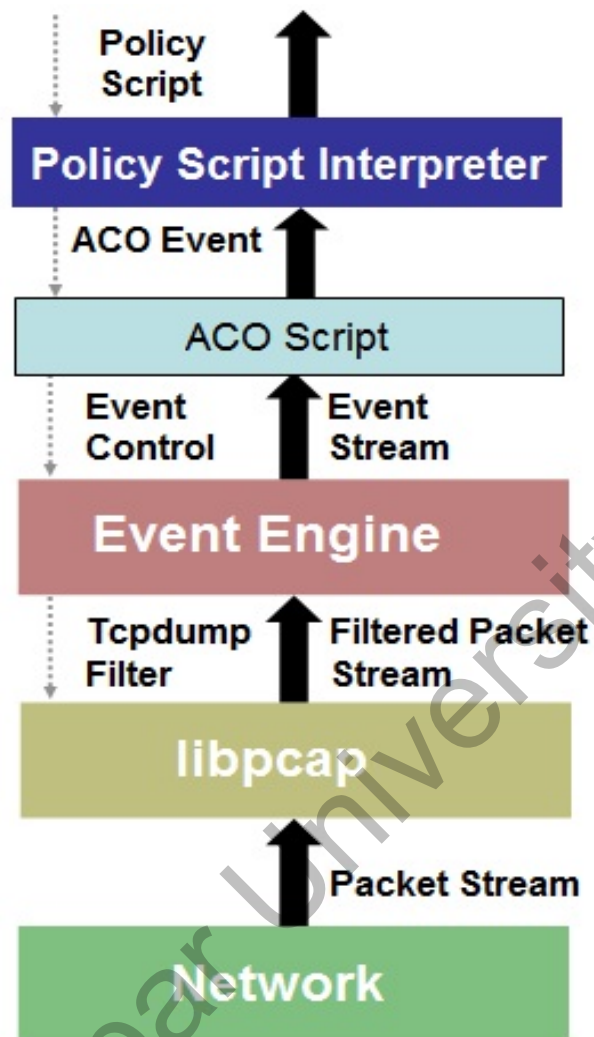 Policy
Script
Policy Script Interpreter
ACO Event
ACO Script
Event
Control
Event
Stream
Event Engine
Tcpdump
Filter
Filtered Packet
Stream
libpcap
Packet Stream
Network
University